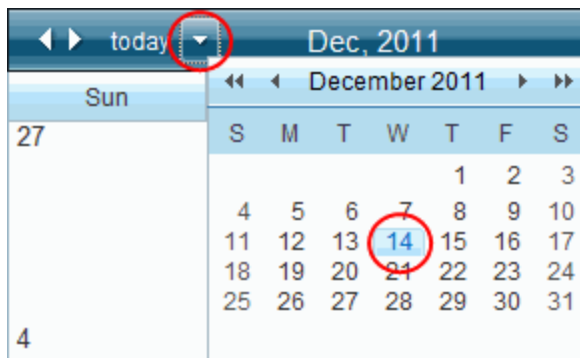 today Dec, 2011
December 2011
Sun
27
S M T W T F S
1 2 3
4 5 6 7 8 9 10
11 12 13 14 15 16 17
18 19 20 21 22 23 24
25 26 27 28 29 30 31
4